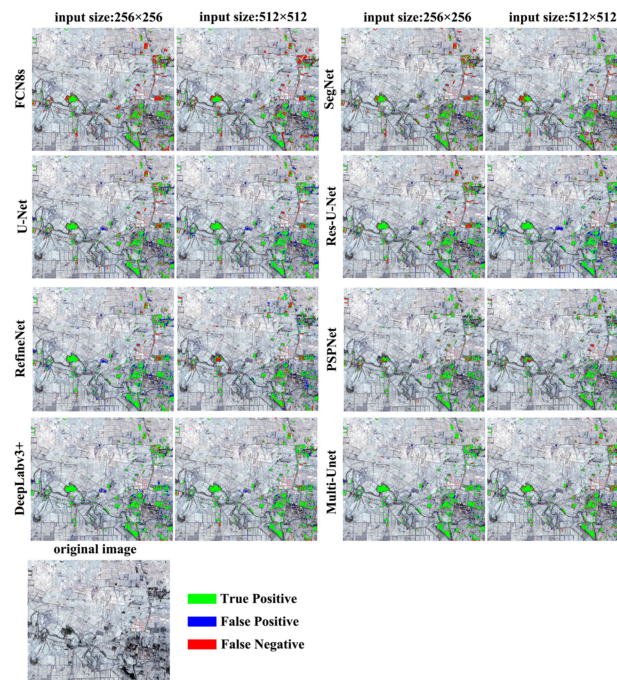 input size:256×256 input size:512×512 input size:256×256 input size:512×512
FCN8s
SegNet
U-Net
Res-U-Net
RefineNet
PSPNet
DeepLabv3+
Multi-Unet
original image
True Positive
False Positive
False Negative